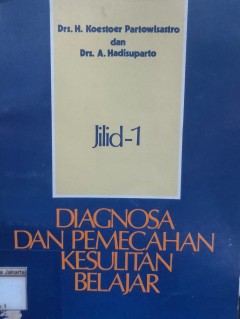 Drs. H. Koestoer Partowisastro
dan
Drs. A. Hadisuparto
Jilid-1
DIAGNOSA
DAN PEMECAHAN
KESULITAN
BELAJAR